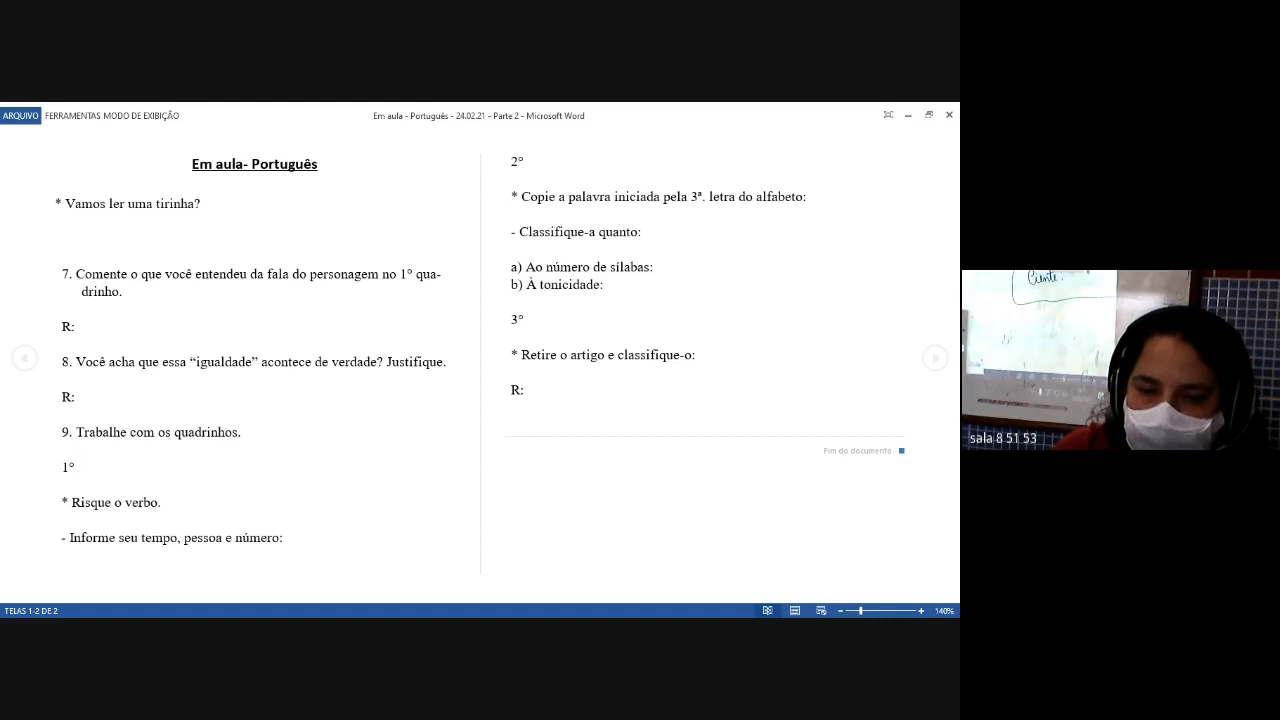 ARQUIVO FERRAMENTAS MODO DE EXIBIÇÃO
Em aula - Português - 24.02.21 - Parte 2 - Microsoft Word
Em aula- Português
* Vamos ler uma tirinha?
7. Comente o que você entendeu da fala do personagem no 1° qua-
drinho.
R:
8. Você acha que essa “igualdade” acontece de verdade? Justifique.
R:
9. Trabalhe com os quadrinhos.
1°
* Risque o verbo.
- Informe seu tempo, pessoa e número:
2°
* Copie a palavra iniciada pela 3ª. letra do alfabeto:
- Classifique-a quanto:
a) Ao número de sílabas:
b) À tonicidade:
3°
* Retire o artigo e classifique-o:
R:
Fim do documento
TELAS 1-2 DE 2
140%
Ciente.
sala 8 51 53